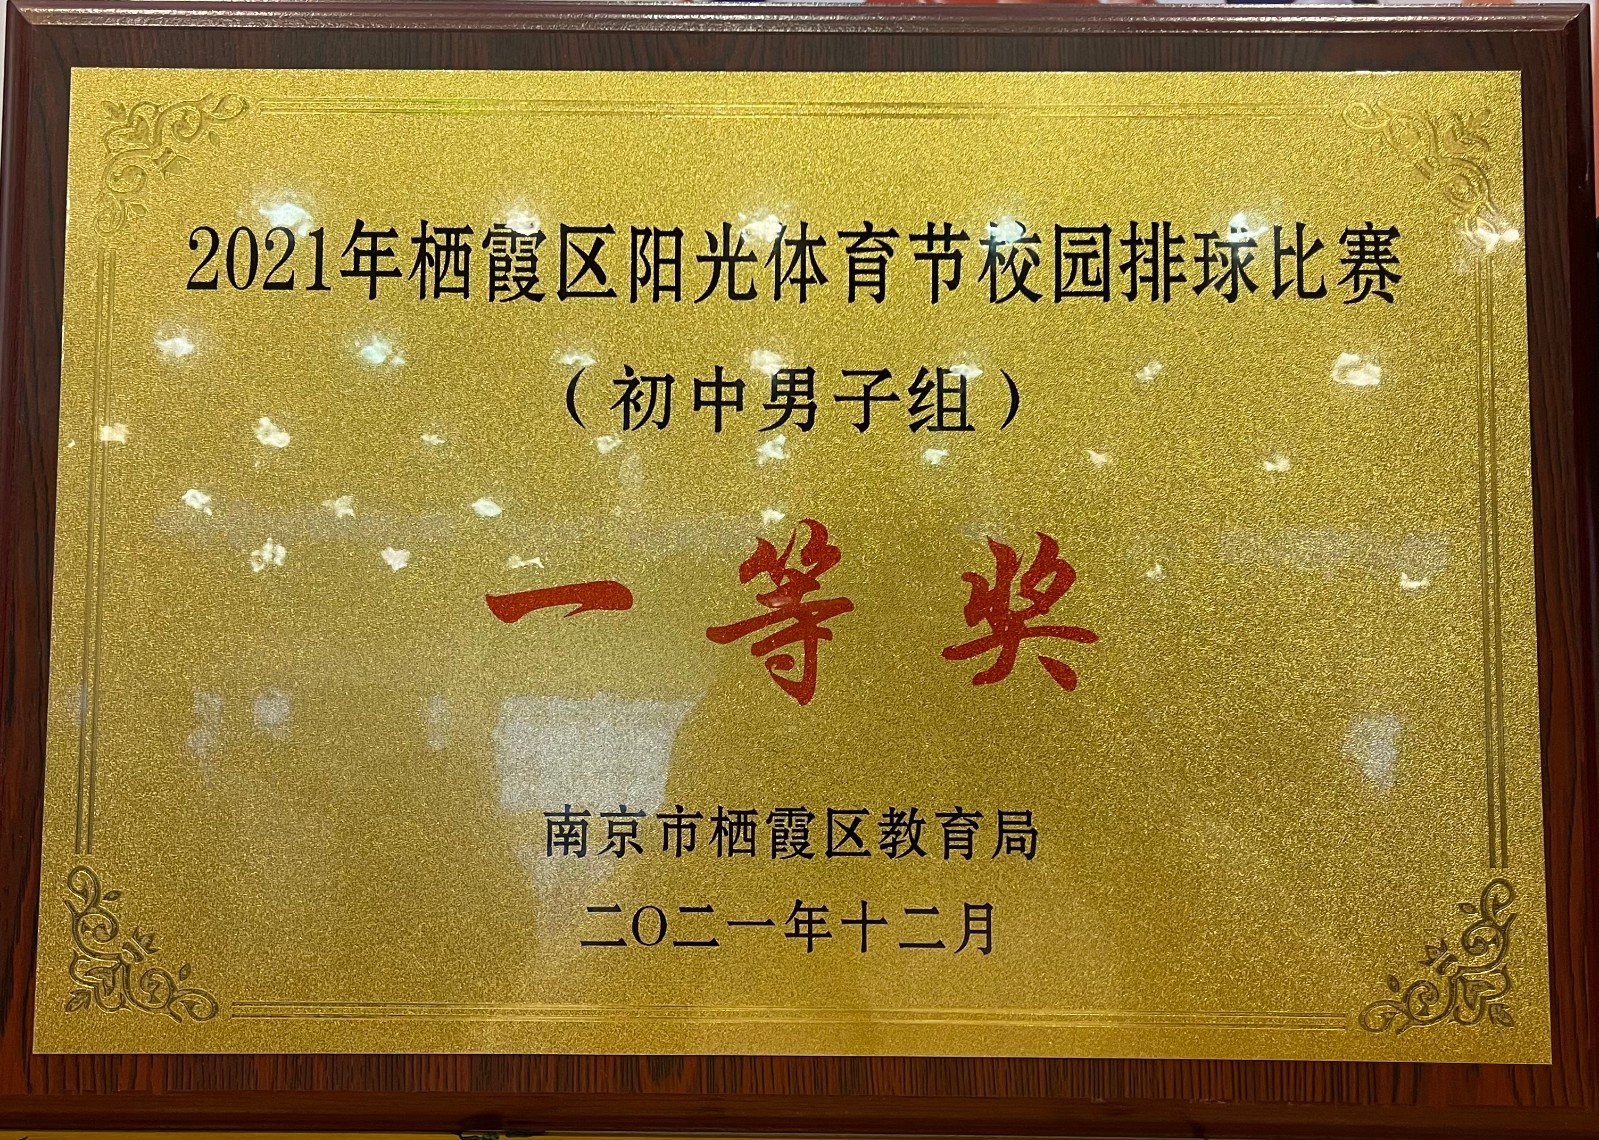 2021年栖霞区阳光体育节校园排球比赛
（初中男子组）
一等奖
南京市栖霞区教育局
二〇二一年十二月